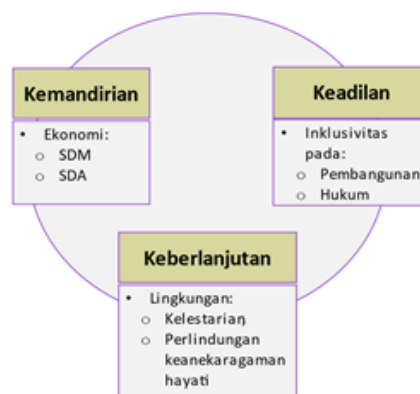 Kemandirian
• Ekonomi:
o SDM
o SDA
Keadilan
• Inklusivitas
pada:
o Pembangunan
o Hukum
Keberlanjutan
• Lingkungan:
o Kelestarian,
o Perlindungan
keanekaragaman
hayati